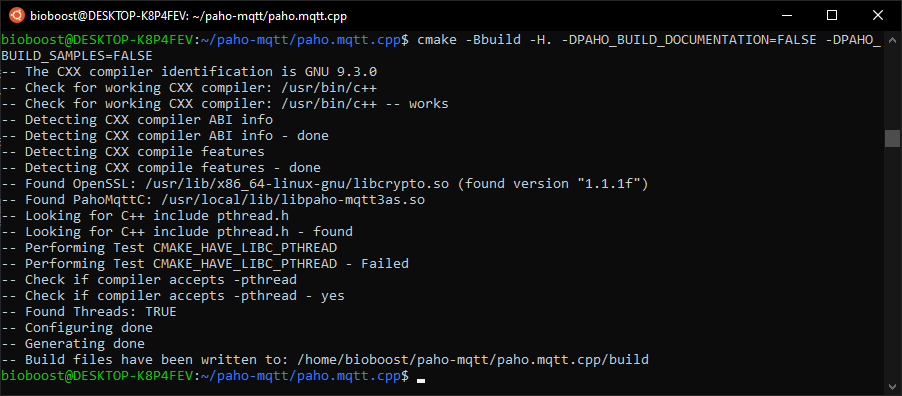 bioboost@DESKTOP-K8P4FEV: ~/paho-mqtt/paho.mqtt.cpp
bioboost@DESKTOP-K8P4FEV:~/paho-mqtt/paho.mqtt.cpp$ cmake -Bbuild -H. -DPAHO_BUILD_DOCUMENTATION=FALSE -DPAHO_
BUILD_SAMPLES=FALSE
-- The CXX compiler identification is GNU 9.3.0
-- Check for working CXX compiler: /usr/bin/c++
-- Check for working CXX compiler: /usr/bin/c++ -- works
-- Detecting CXX compiler ABI info
-- Detecting CXX compiler ABI info - done
-- Detecting CXX compile features
-- Detecting CXX compile features - done
-- Found OpenSSL: /usr/lib/x86_64-linux-gnu/libcrypto.so (found version "1.1.1f")
-- Found PahoMqttC: /usr/local/lib/libpaho-mqtt3as.so
-- Looking for C++ include pthread.h
-- Looking for C++ include pthread.h - found
-- Performing Test CMAKE_HAVE_LIBC_PTHREAD
-- Performing Test CMAKE_HAVE_LIBC_PTHREAD - Failed
-- Check if compiler accepts -pthread
-- Check if compiler accepts -pthread - yes
-- Found Threads: TRUE
-- Configuring done
-- Generating done
-- Build files have been written to: /home/bioboost/paho-mqtt/paho.mqtt.cpp/build
bioboost@DESKTOP-K8P4FEV:~/paho-mqtt/paho.mqtt.cpp$